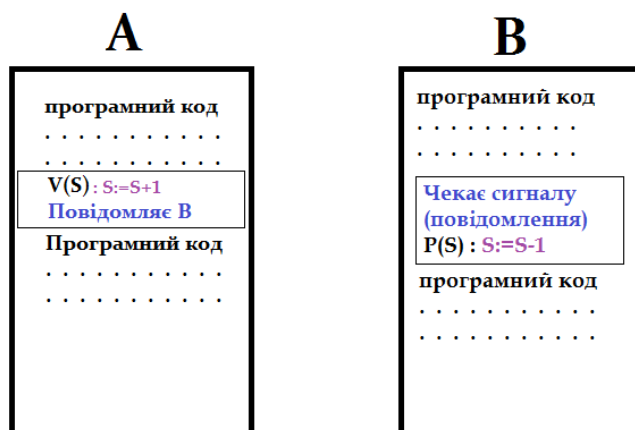 A
програмний код
. . . . . . . . . . .
. . . . . . . . . . .
V(S) : S:=S+1
Повідомляє В
Програмний код
. . . . . . . . . . .
. . . . . . . . . . .
B
програмний код
. . . . . . . . . .
. . . . . . . . . .
Чекає сигналу
(повідомлення)
P(S) : S:=S-1
програмний код
. . . . . . . . . . .
. . . . . . . . . . .